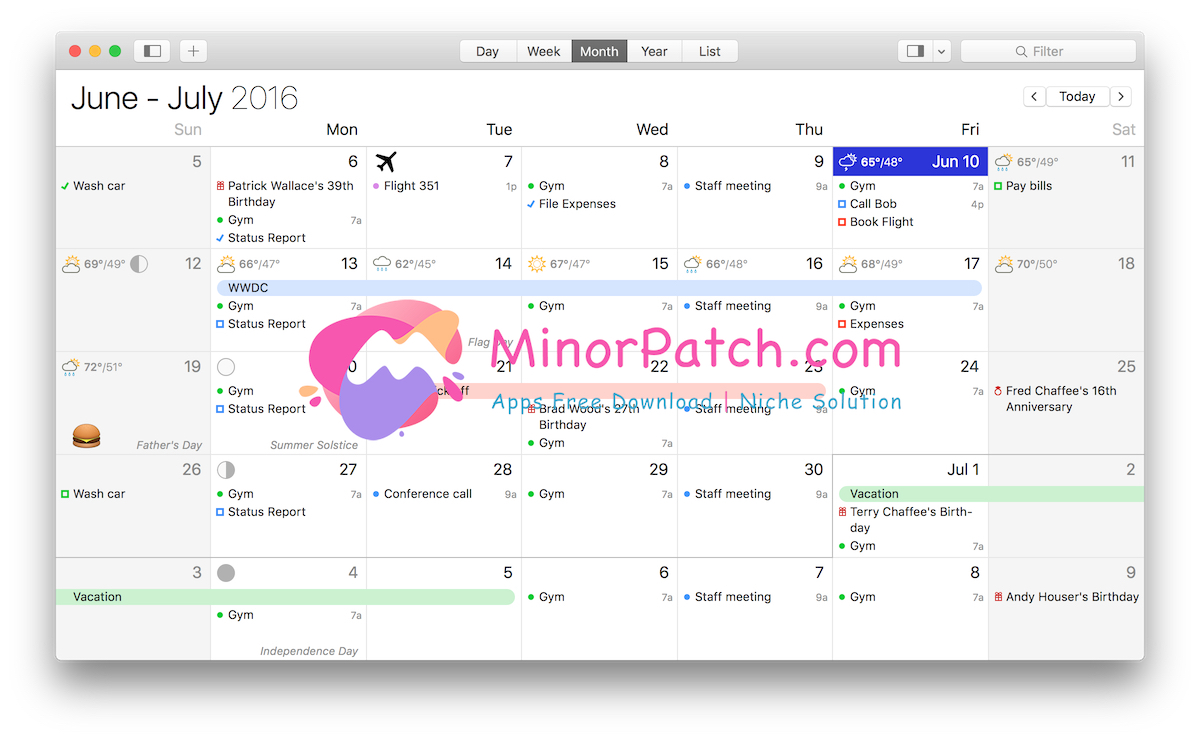 Day Week Month Year List Filter
June – July 2016 Today
Sun Mon Tue Wed Thu Fri Sat
5 6 7 8 9 65°/48° Jun 10 65°/49° 11
Wash car
Patrick Wallace's 39th
Birthday
Gym 7a
Status Report
Flight 351 1p
Gym 7a
File Expenses
Staff meeting 9a
Gym 7a
Call Bob 4p
Book Flight
Pay bills
69°/49° 12 66°/47° 13 62°/45° 14 67°/47° 15 66°/48° 16 68°/49° 17 70°/50° 18
WWDC
Gym 7a
Status Report
Flag Day
Gym 7a
Staff meeting 9a
Gym 7a
Expenses
MinorPatch.com
Apps Free Download | Niche Solution
72°/51° 19 21 22 23 24 25
Father's Day
Gym
Status Report
Summer Solstice
Brad Wood's 27th
Birthday
Gym 7a
Staff meeting 9a
Gym 7a
Fred Chaffee's 16th
Anniversary
26 27 28 29 30 Jul 1 2
Wash car
Gym 7a
Status Report
Conference call 9a
Gym 7a
Staff meeting 9a
Vacation
Terry Chaffee's Birth-
day
Gym 7a
3 4 5 6 7 8 9
Vacation
Gym 7a
Independence Day
Gym 7a
Staff meeting 9a
Gym 7a
Andy Houser's Birthday